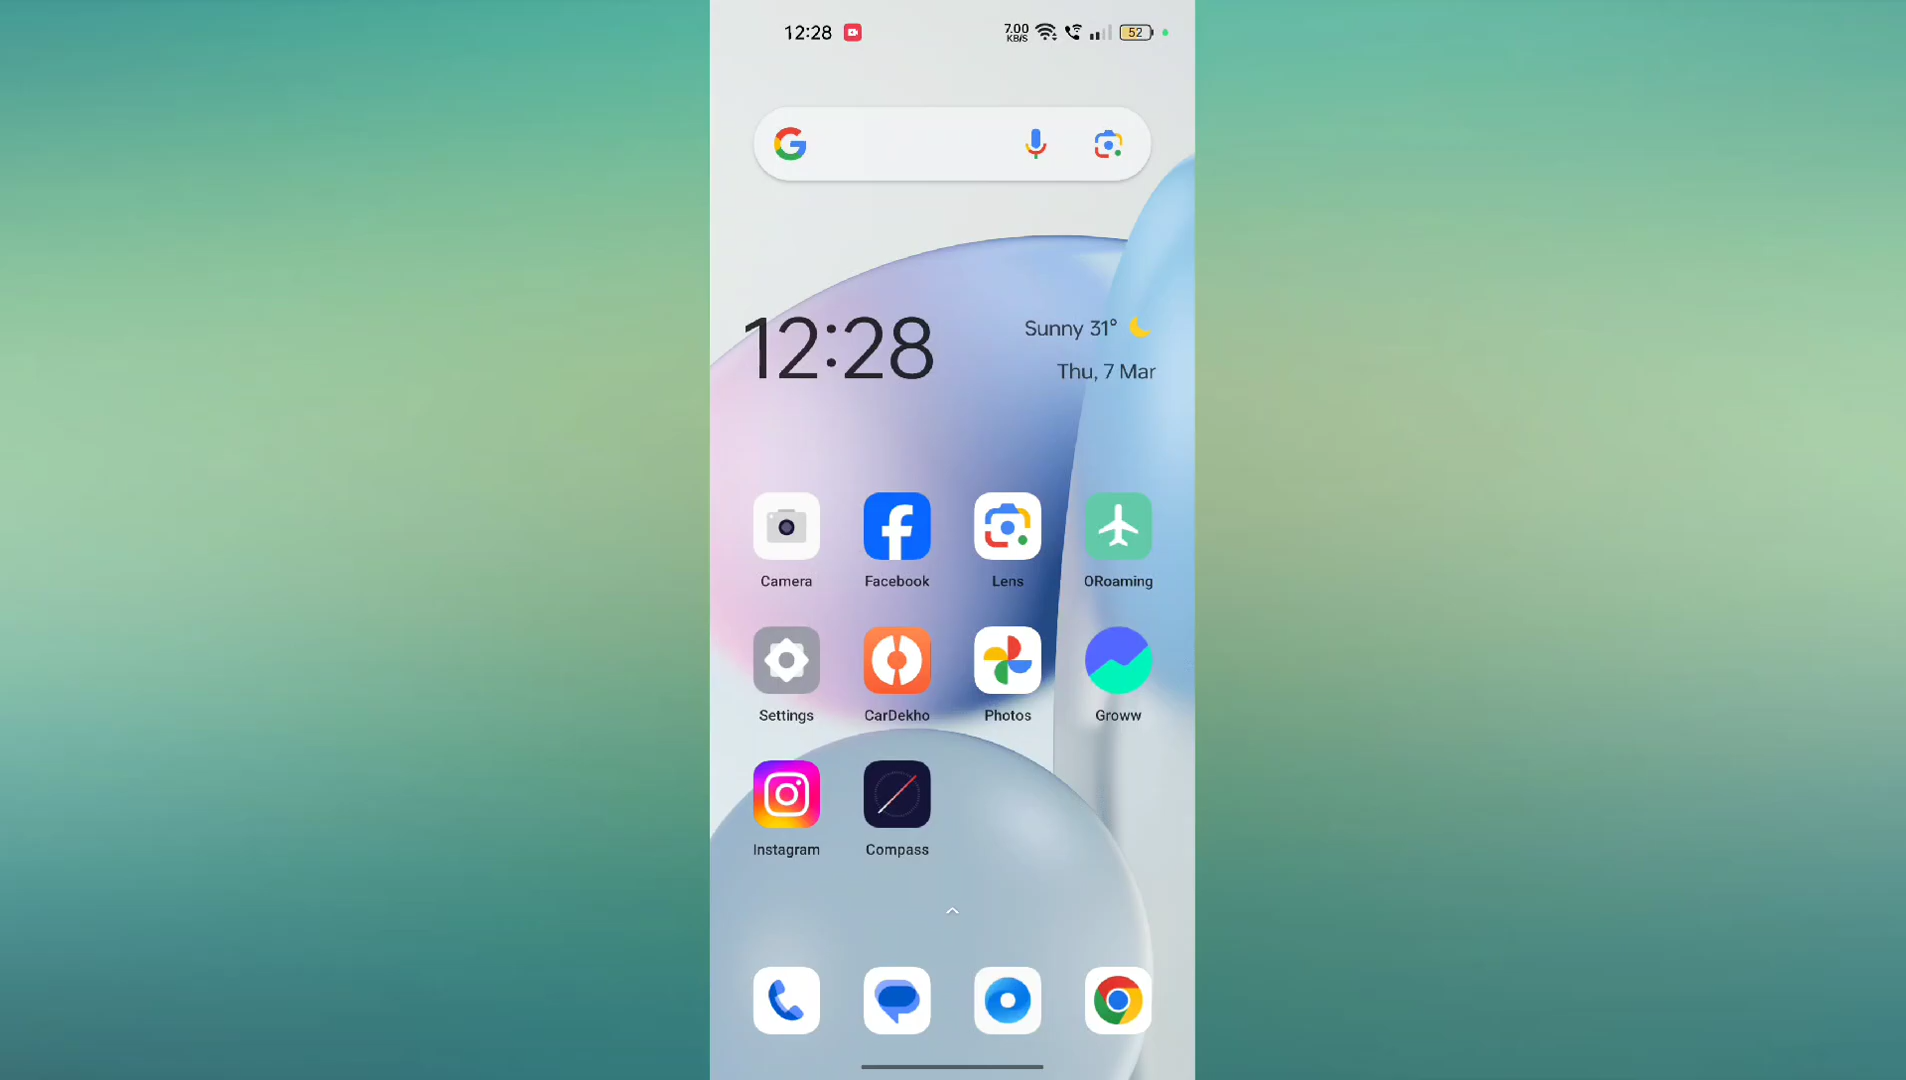 12:28
7.00
KB/S
52
12:28
Sunny 31°
Thu, 7 Mar
Camera
Facebook
Lens
ORoaming
Settings
CarDekho
Photos
Groww
Instagram
Compass